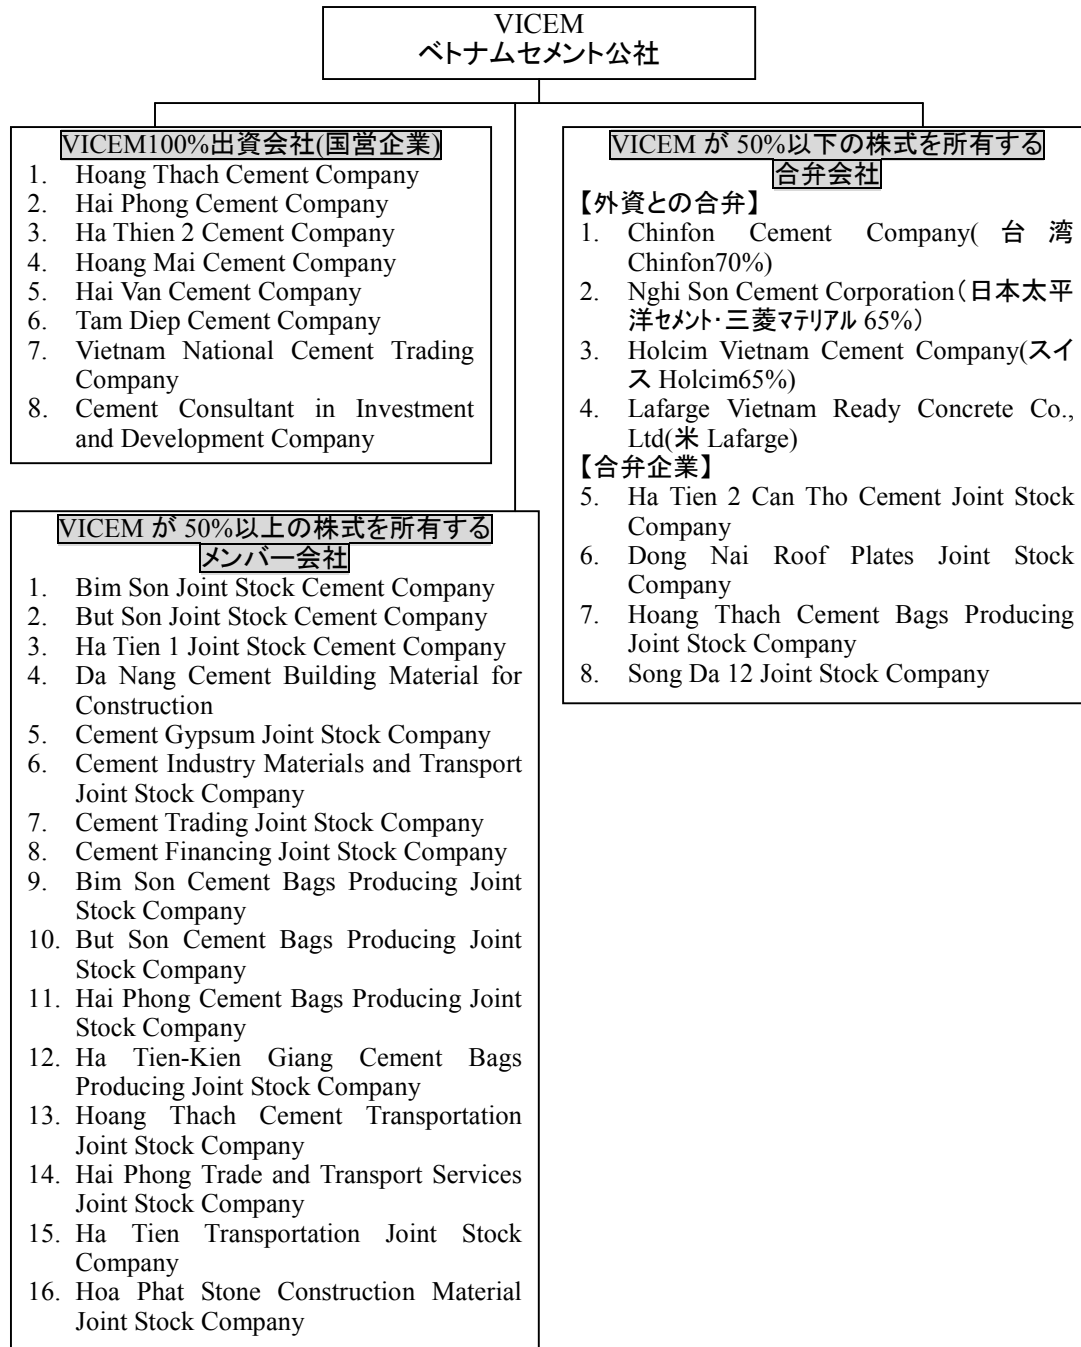 VICEM
ベトナムセメント公社
VICEM100%出資会社(国営企業)
1. Hoang Thach Cement Company
2. Hai Phong Cement Company
3. Ha Thien 2 Cement Company
4. Hoang Mai Cement Company
5. Hai Van Cement Company
6. Tam Diep Cement Company
7. Vietnam National Cement Trading
Company
8. Cement Consultant in Investment
and Development Company
VICEM が 50%以上の株式を所有する
メンバー会社
1. Bim Son Joint Stock Cement Company
2. But Son Joint Stock Cement Company
3. Ha Tien 1 Joint Stock Cement Company
4. Da Nang Cement Building Material for
Construction
5. Cement Gypsum Joint Stock Company
6. Cement Industry Materials and Transport
Joint Stock Company
7. Cement Trading Joint Stock Company
8. Cement Financing Joint Stock Company
9. Bim Son Cement Bags Producing Joint
Stock Company
10. But Son Cement Bags Producing Joint
Stock Company
11. Hai Phong Cement Bags Producing Joint
Stock Company
12. Ha Tien-Kien Giang Cement Bags
Producing Joint Stock Company
13. Hoang Thach Cement Transportation
Joint Stock Company
14. Hai Phong Trade and Transport Services
Joint Stock Company
15. Ha Tien Transportation Joint Stock
Company
16. Hoa Phat Stone Construction Material
Joint Stock Company
VICEM が 50%以下の株式を所有する
合弁会社
【外資との合弁】
1. Chinfon Cement Company(台湾
Chinfon70%)
2. Nghi Son Cement Corporation(日本太平
洋セメント・三菱マテリアル 65%)
3. Holcim Vietnam Cement Company(スイ
ス Holcim65%)
4. Lafarge Vietnam Ready Concrete Co.,
Ltd(米 Lafarge)
【合弁企業】
5. Ha Tien 2 Can Tho Cement Joint Stock
Company
6. Dong Nai Roof Plates Joint Stock
Company
7. Hoang Thach Cement Bags Producing
Joint Stock Company
8. Song Da 12 Joint Stock Company